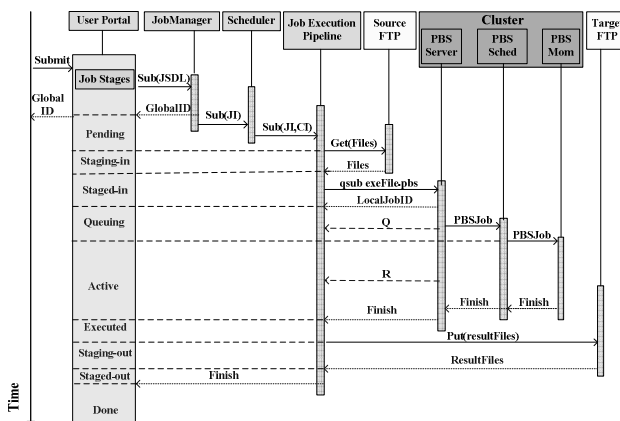 User Portal
JobManager
Scheduler
Job Execution
Pipeline
Source
FTP
Cluster
PBS
Server
PBS
Sched
PBS
Mom
Target
FTP
Submit
Job Stages
Sub(JSDL)
Global
ID
GlobalID
Sub(JI)
Sub(JI,CI)
Pending
Get(Files)
Staging-in
Files
qsub exeFile.pbs
Staged-in
LocalJobID
Queuing
Q
PBSJob
PBSJob
R
Active
Finish
Finish
Finish
Executed
Put(resultFiles)
Staging-out
ResultFiles
Staged-out
Finish
Done
Time